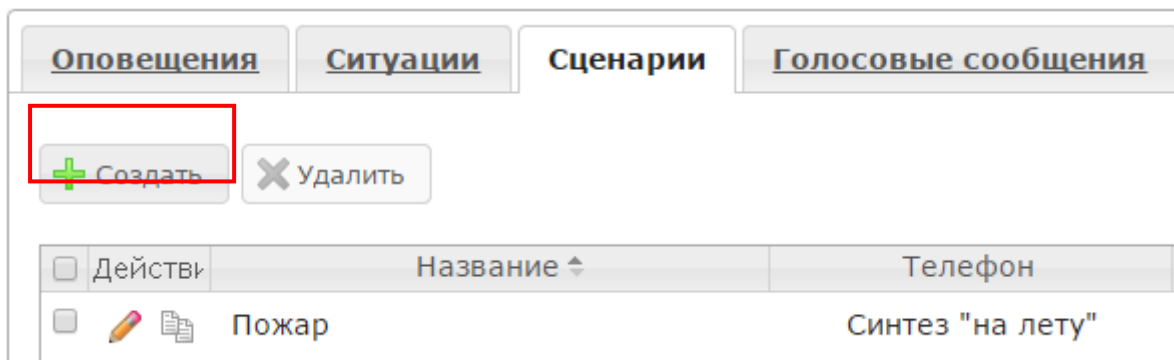 Оповещения Ситуации Сценарии Голосовые сообщения
Создать Удалить
Действи Название Телефон
Пожар Синтез "на лету"